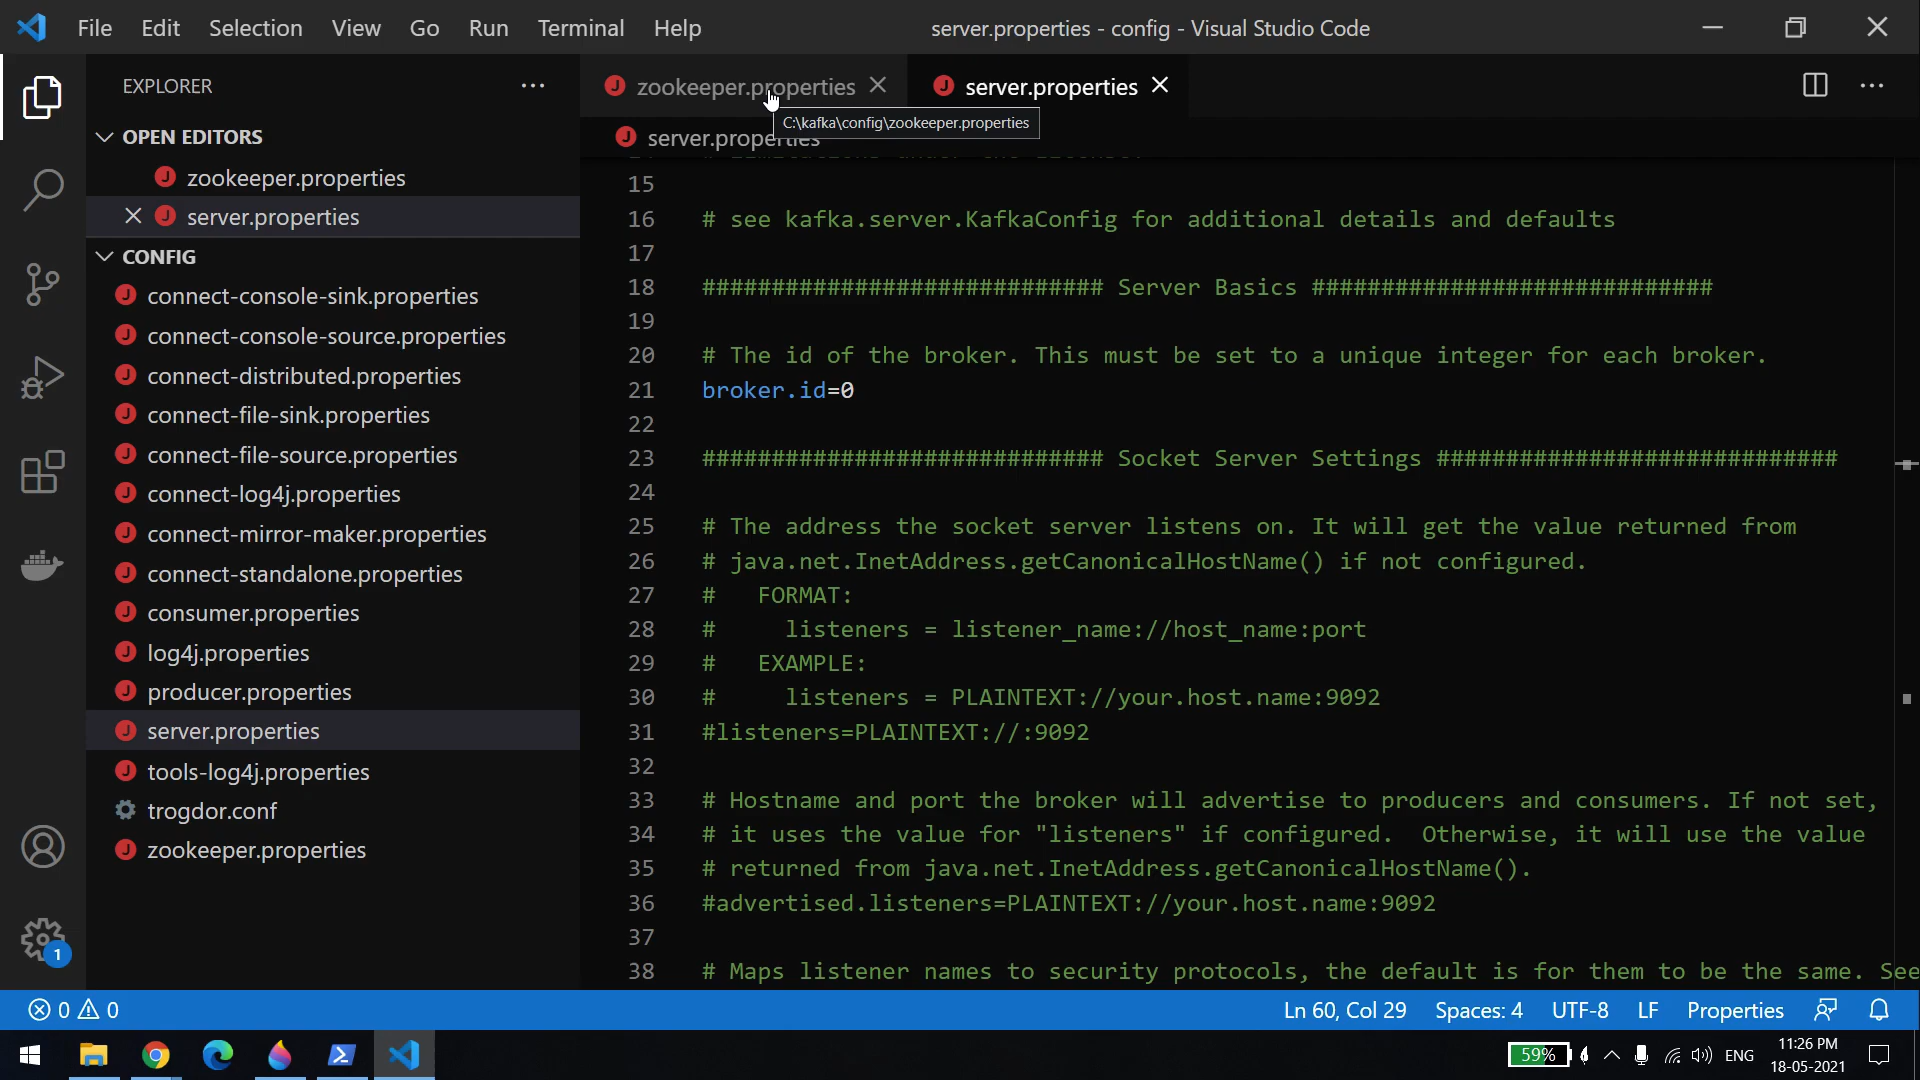 File Edit Selection View Go Run Terminal Help
server.properties - config - Visual Studio Code
EXPLORER
OPEN EDITORS
zookeeper.properties
server.properties
CONFIG
connect-console-sink.properties
connect-console-source.properties
connect-distributed.properties
connect-file-sink.properties
connect-file-source.properties
connect-log4j.properties
connect-mirror-maker.properties
connect-standalone.properties
consumer.properties
log4j.properties
producer.properties
server.properties
tools-log4j.properties
trogdor.conf
zookeeper.properties
1
zookeeper.properties
server.properties
C:\kafka\config\zookeeper.properties
server.properties
15
16 # see kafka.server.KafkaConfig for additional details and defaults
17
18 ############################# Server Basics #############################
19
20 # The id of the broker. This must be set to a unique integer for each broker.
21 broker.id=0
22
23 ############################# Socket Server Settings #############################
24
25 # The address the socket server listens on. It will get the value returned from
26 # java.net.InetAddress.getCanonicalHostName() if not configured.
27 #   FORMAT:
28 #     listeners = listener_name://host_name:port
29 #   EXAMPLE:
30 #     listeners = PLAINTEXT://your.host.name:9092
31 #listeners=PLAINTEXT://:9092
32
33 # Hostname and port the broker will advertise to producers and consumers. If not set,
34 # it uses the value for "listeners" if configured.  Otherwise, it will use the value
35 # returned from java.net.InetAddress.getCanonicalHostName().
36 #advertised.listeners=PLAINTEXT://your.host.name:9092
37
38 # Maps listener names to security protocols, the default is for them to be the same. See
0 0
Ln 60, Col 29 Spaces: 4 UTF-8 LF Properties
59% ENG
11:26 PM
18-05-2021